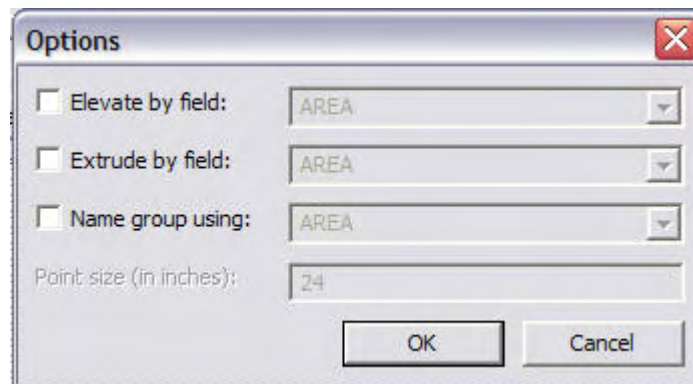 Options
Elevate by field: AREA
Extrude by field: AREA
Name group using: AREA
Point size (in inches): 24
OK Cancel